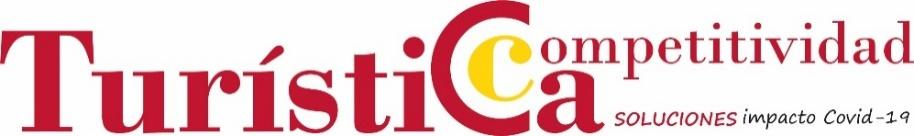 Turística Competitividad
SOLUCIONES impacto Covid-19